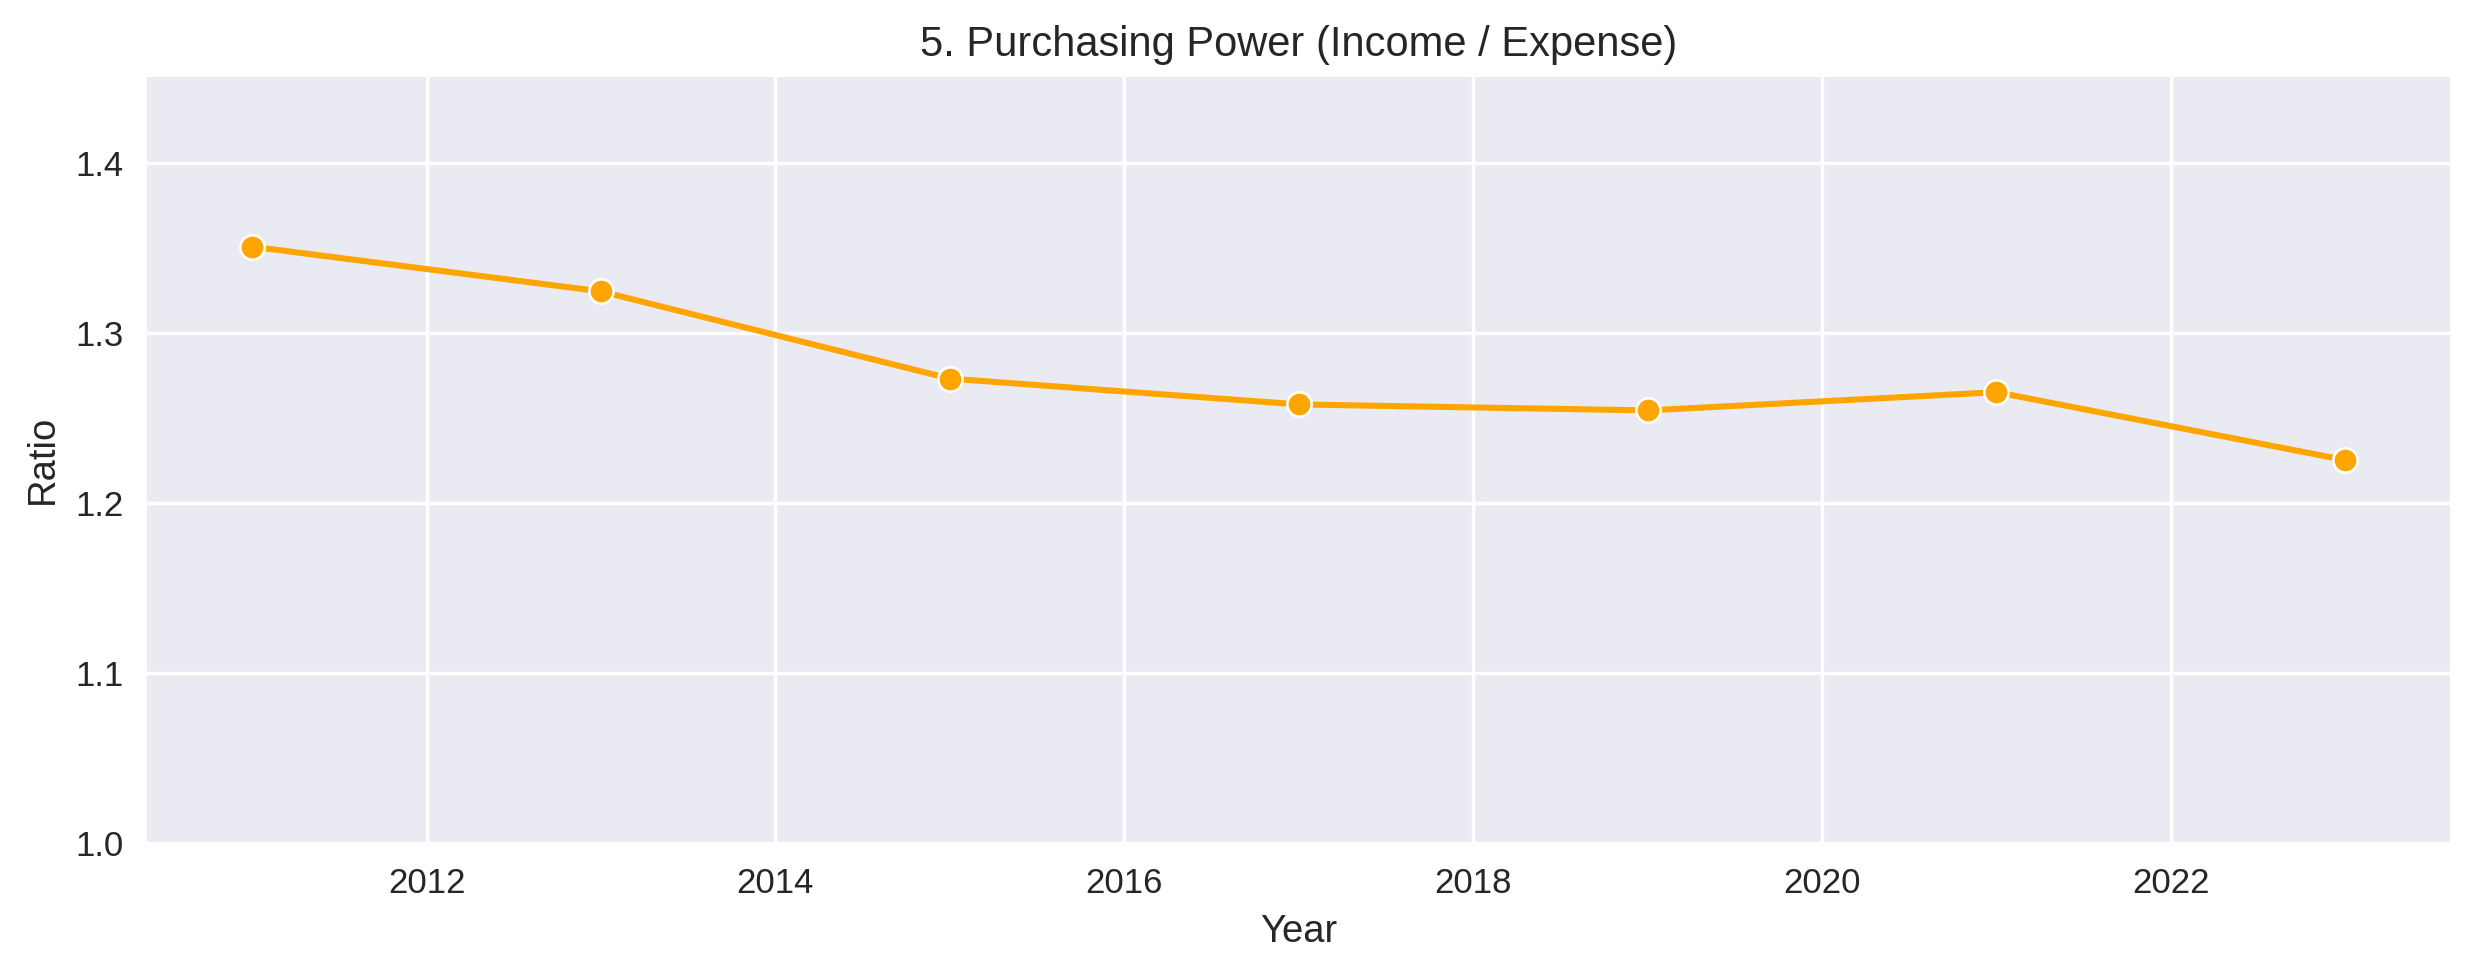 5. Purchasing Power (Income / Expense)
1.4
1.3
1.2
1.1
1.0
Ratio
2012 2014 2016 2018 2020 2022
Year